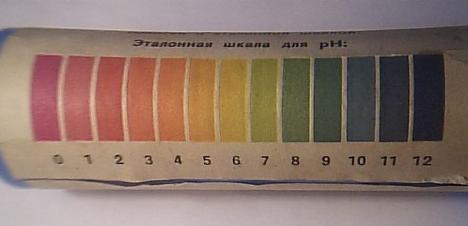 Эталонная шкала для pH:
0 1 2 3 4 5 6 7 8 9 10 11 12